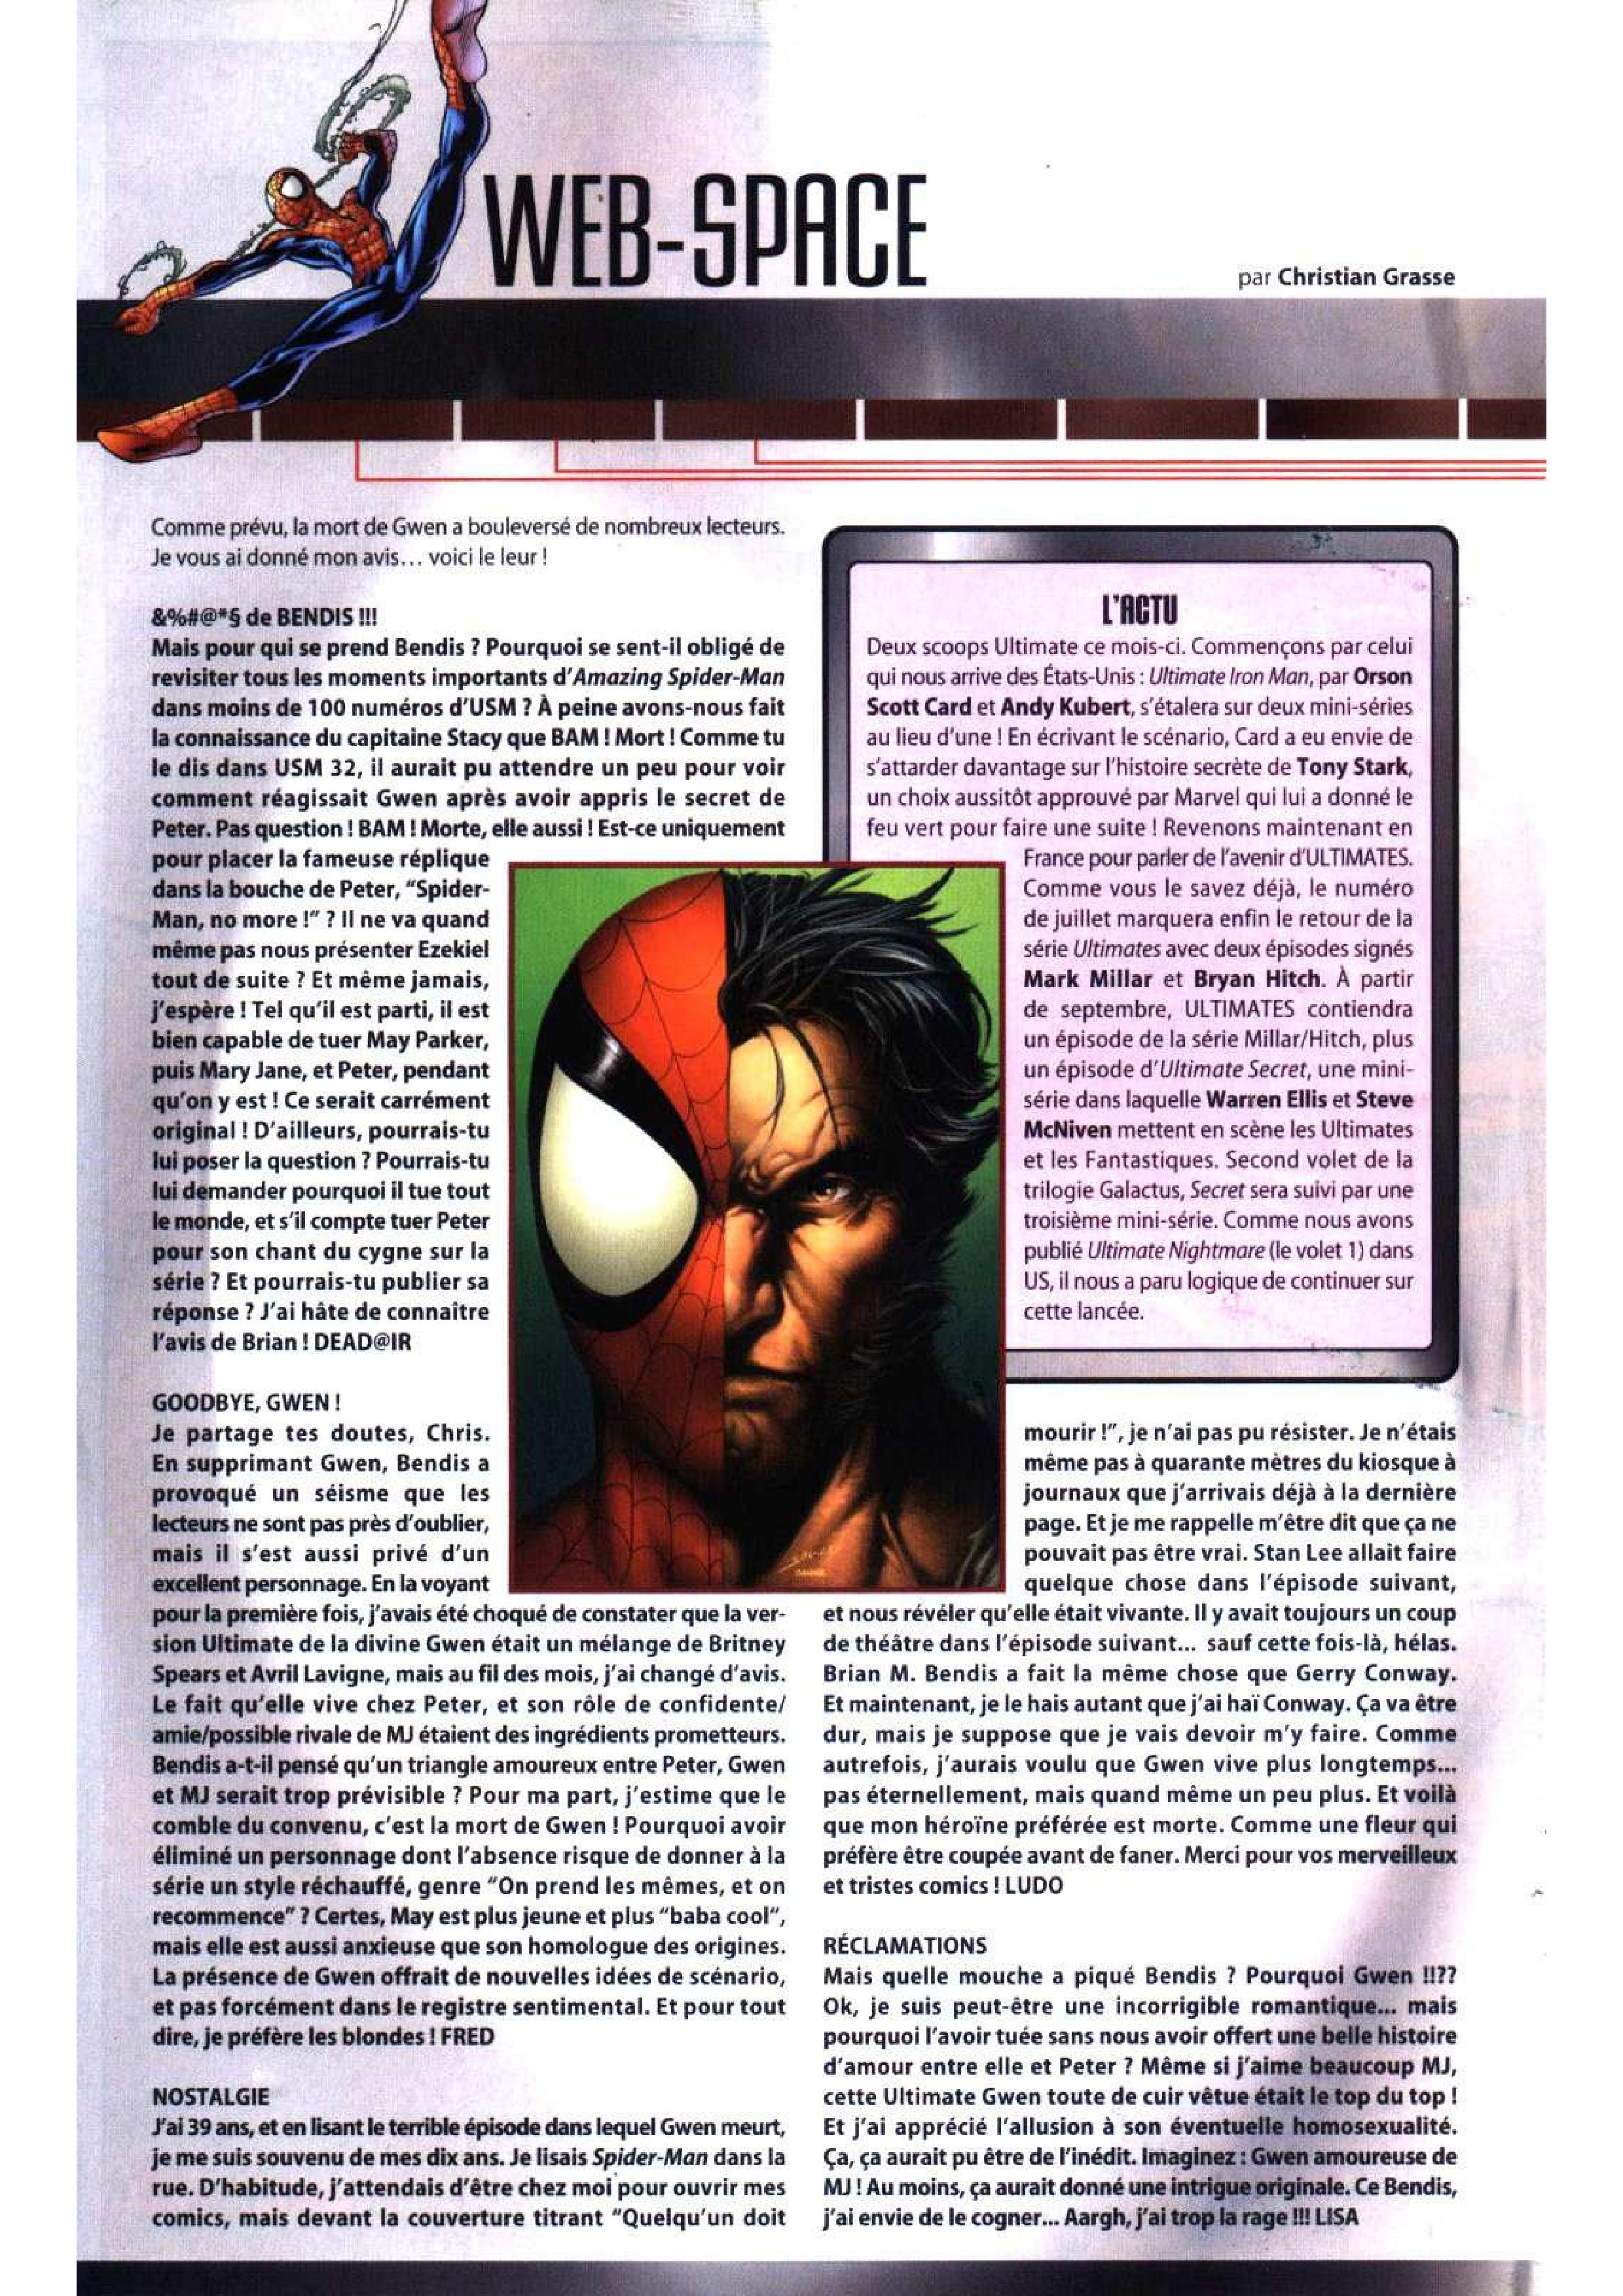 WEB-SPACE
par Christian Grasse
Comme prévu, la mort de Gwen a bouleversé de nombreux lecteurs.
Je vous ai donné mon avis... voici le leur !
&%#@*§ de BENDIS !!!
Mais pour qui se prend Bendis ? Pourquoi se sent-il obligé de
revisiter tous les moments importants d'Amazing Spider-Man
dans moins de 100 numéros d'USM ? À peine avons-nous fait
la connaissance du capitaine Stacy que BAM ! Mort ! Comme tu
le dis dans USM 32, il aurait pu attendre un peu pour voir
comment réagissait Gwen après avoir appris le secret de
Peter. Pas question ! BAM ! Morte, elle aussi ! Est-ce uniquement
pour placer la fameuse réplique
dans la bouche de Peter, "Spider-
Man, no more !" ? Il ne va quand
même pas nous présenter Ezekiel
tout de suite ? Et même jamais,
j'espère ! Tel qu'il est parti, il est
bien capable de tuer May Parker,
puis Mary Jane, et Peter, pendant
qu'on y est ! Ce serait carrément
original ! D'ailleurs, pourrais-tu
lui poser la question ? Pourrais-tu
lui demander pourquoi il tue tout
le monde, et s'il compte tuer Peter
pour son chant du cygne sur la
série ? Et pourrais-tu publier sa
réponse ? J'ai hâte de connaître
l'avis de Brian ! DEAD@IR
GOODBYE, GWEN !
Je partage tes doutes, Chris.
En supprimant Gwen, Bendis a
provoqué un séisme que les
lecteurs ne sont pas près d'oublier,
mais il s'est aussi privé d'un
excellent personnage. En la voyant
pour la première fois, j'avais été choqué de constater que la ver-
sion Ultimate de la divine Gwen était un mélange de Britney
Spears et Avril Lavigne, mais au fil des mois, j'ai changé d'avis.
Le fait qu'elle vive chez Peter, et son rôle de confidente/
amie/possible rivale de MJ étaient des ingrédients prometteurs.
Bendis a-t-il pensé qu'un triangle amoureux entre Peter, Gwen
et MJ serait trop prévisible ? Pour ma part, j'estime que le
comble du convenu, c'est la mort de Gwen ! Pourquoi avoir
éliminé un personnage dont l'absence risque de donner à la
série un style réchauffé, genre "On prend les mêmes, et on
recommence" ? Certes, May est plus jeune et plus "baba cool",
mais elle est aussi anxieuse que son homologue des origines.
La présence de Gwen offrait de nouvelles idées de scénario,
et pas forcément dans le registre sentimental. Et pour tout
dire, je préfère les blondes ! FRED
NOSTALGIE
J'ai 39 ans, et en lisant le terrible épisode dans lequel Gwen meurt,
je me suis souvenu de mes dix ans. Je lisais Spider-Man dans la
rue. D'habitude, j'attendais d'être chez moi pour ouvrir mes
comics, mais devant la couverture titrant "Quelqu'un doit
L'ACTU
Deux scoops Ultimate ce mois-ci. Commençons par celui
qui nous arrive des États-Unis : Ultimate Iron Man, par Orson
Scott Card et Andy Kubert, s'étalera sur deux mini-séries
au lieu d'une ! En écrivant le scénario, Card a eu envie de
s'attarder davantage sur l'histoire secrète de Tony Stark,
un choix aussitôt approuvé par Marvel qui lui a donné le
feu vert pour faire une suite ! Revenons maintenant en
France pour parler de l'avenir d'ULTIMATES.
Comme vous le savez déjà, le numéro
de juillet marquera enfin le retour de la
série Ultimates avec deux épisodes signés
Mark Millar et Bryan Hitch. À partir
de septembre, ULTIMATES contiendra
un épisode de la série Millar/Hitch, plus
un épisode d'Ultimate Secret, une mini-
série dans laquelle Warren Ellis et Steve
McNiven mettent en scène les Ultimates
et les Fantastiques. Second volet de la
trilogie Galactus, Secret sera suivi par une
troisième mini-série. Comme nous avons
publié Ultimate Nightmare (le volet 1) dans
US, il nous a paru logique de continuer sur
cette lancée.
mourir !", je n'ai pas pu résister. Je n'étais
même pas à quarante mètres du kiosque à
journaux que j'arrivais déjà à la dernière
page. Et je me rappelle m'être dit que ça ne
pouvait pas être vrai. Stan Lee allait faire
quelque chose dans l'épisode suivant,
et nous révéler qu'elle était vivante. Il y avait toujours un coup
de théâtre dans l'épisode suivant... sauf cette fois-là, hélas.
Brian M. Bendis a fait la même chose que Gerry Conway.
Et maintenant, je le hais autant que j'ai haï Conway. Ça va être
dur, mais je suppose que je vais devoir m'y faire. Comme
autrefois, j'aurais voulu que Gwen vive plus longtemps...
pas éternellement, mais quand même un peu plus. Et voilà
que mon héroïne préférée est morte. Comme une fleur qui
préfère être coupée avant de faner. Merci pour vos merveilleux
et tristes comics ! LUDO
RÉCLAMATIONS
Mais quelle mouche a piqué Bendis ? Pourquoi Gwen !!??
Ok, je suis peut-être une incorrigible romantique... mais
pourquoi l'avoir tuée sans nous avoir offert une belle histoire
d'amour entre elle et Peter ? Même si j'aime beaucoup MJ,
cette Ultimate Gwen toute de cuir vêtue était le top du top !
Et j'ai apprécié l'allusion à son éventuelle homosexualité.
Ça, ça aurait pu être de l'inédit. Imaginez : Gwen amoureuse de
MJ ! Au moins, ça aurait donné une intrigue originale. Ce Bendis,
j'ai envie de le cogner... Aargh, j'ai trop la rage !!! LISA